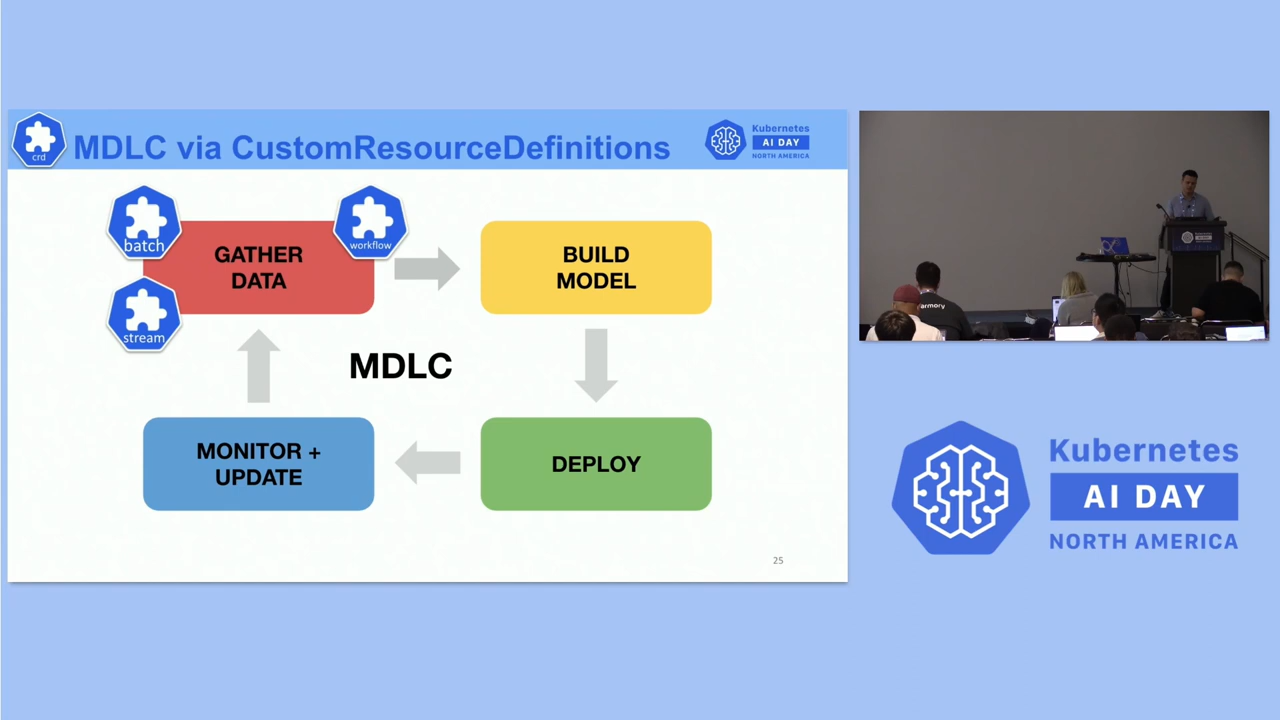 crd
MDLC via CustomResourceDefinitions
Kubernetes
AI DAY
NORTH AMERICA
batch
workflow
stream
GATHER
DATA
BUILD
MODEL
MDLC
MONITOR +
UPDATE
DEPLOY
25
armory
Kubernetes
AI DAY
NORTH AMERICA